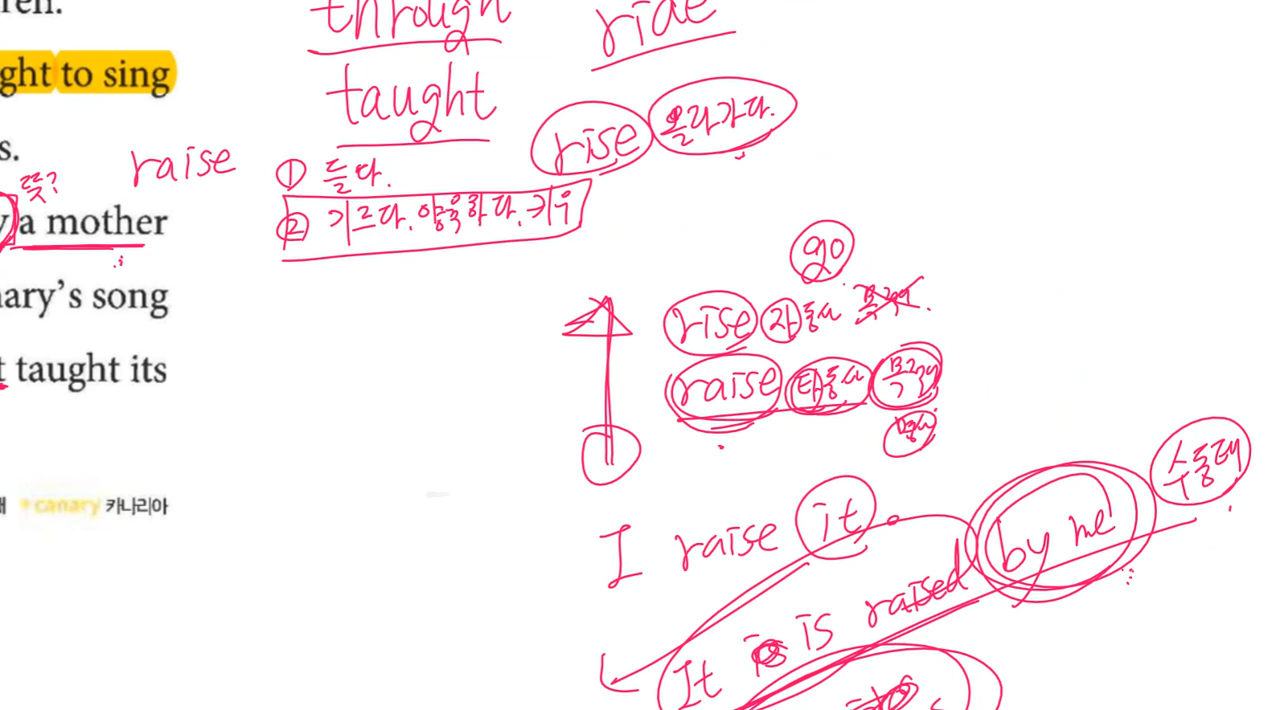 ren.
through ride
ght to sing
taught
rise 올라가다.
s.
raise ① 들다.
뜻?
② 기르다, 양육하다, 키우
y a mother
go
ary's song
rise 자동사
raise 타동사 목적어
명사
t taught its
수동태
canary 카나리아
I raise it.
by me
It is raised